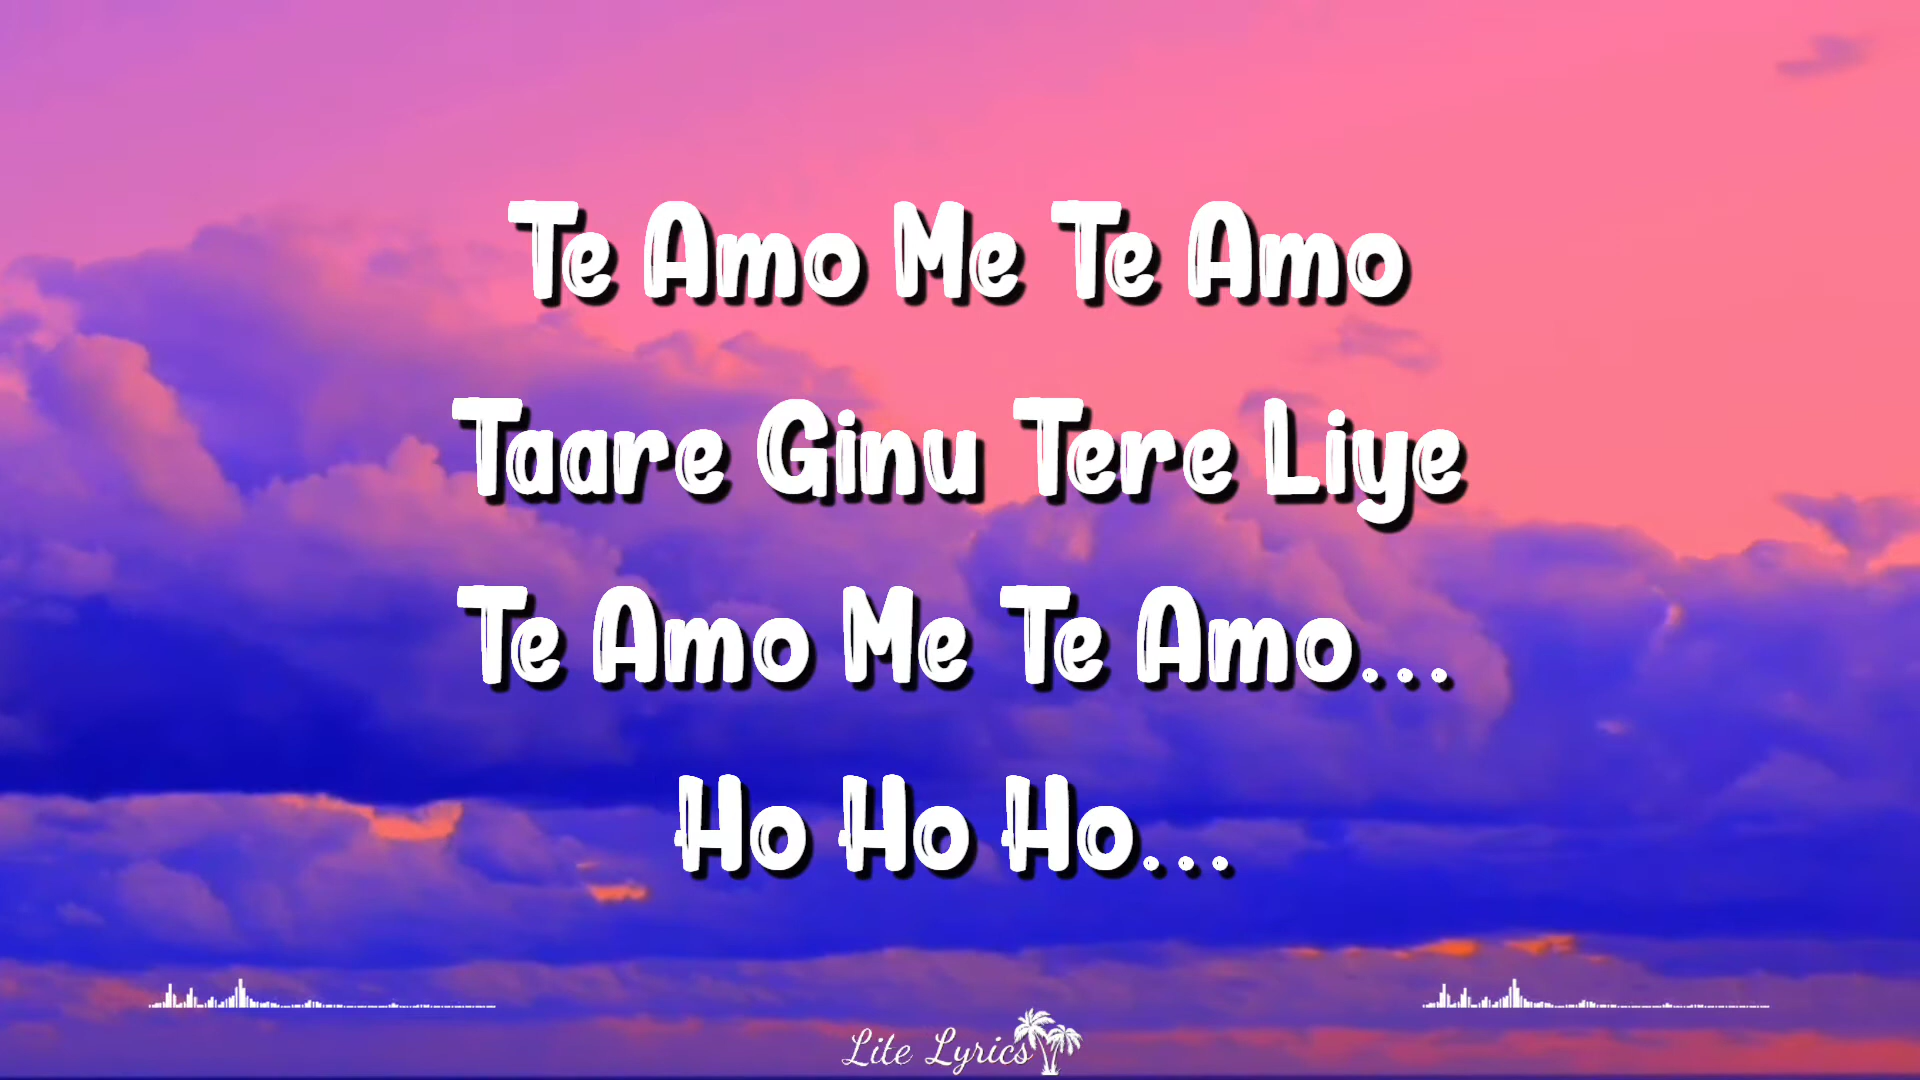 Te Amo Me Te Amo
Taare Ginu Tere Liye
Te Amo Me Te Amo...
Ho Ho Ho...
Lite Lyrics